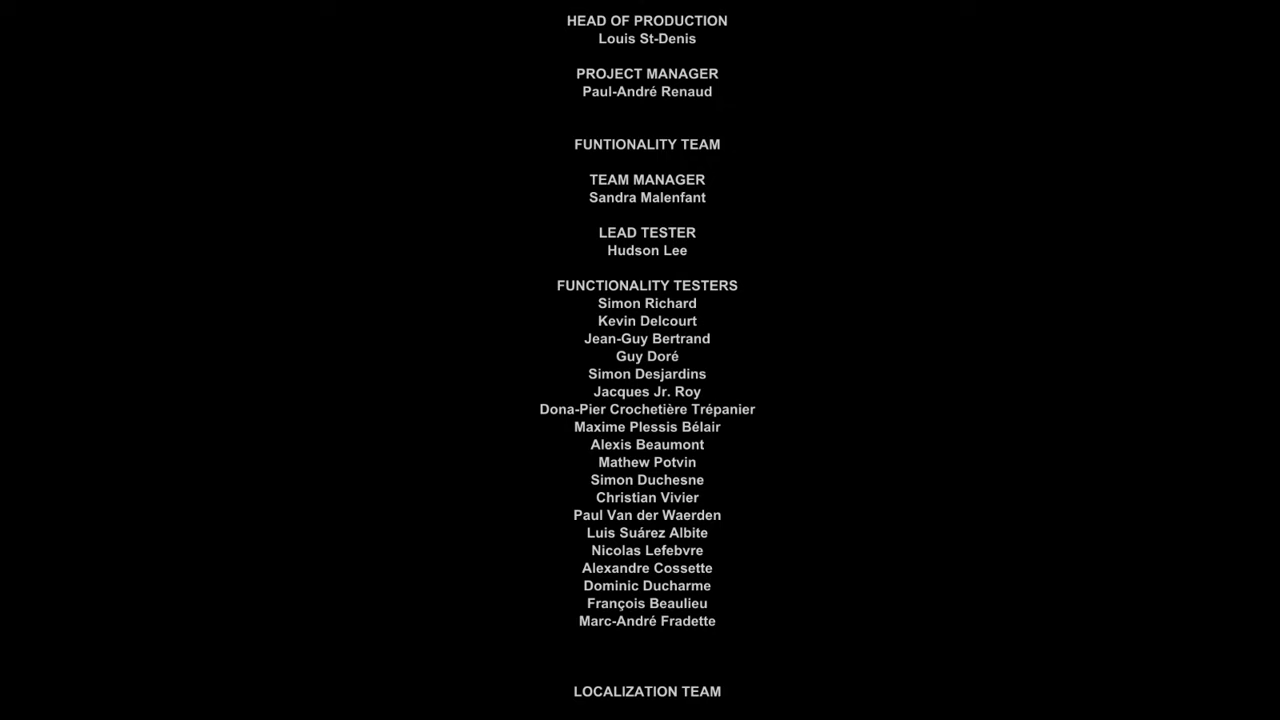 HEAD OF PRODUCTION
Louis St-Denis
PROJECT MANAGER
Paul-André Renaud
FUNTIONALITY TEAM
TEAM MANAGER
Sandra Malenfant
LEAD TESTER
Hudson Lee
FUNCTIONALITY TESTERS
Simon Richard
Kevin Delcourt
Jean-Guy Bertrand
Guy Doré
Simon Desjardins
Jacques Jr. Roy
Dona-Pier Crochetière Trépanier
Maxime Plessis Bélair
Alexis Beaumont
Mathew Potvin
Simon Duchesne
Christian Vivier
Paul Van der Waerden
Luis Suárez Albite
Nicolas Lefebvre
Alexandre Cossette
Dominic Ducharme
François Beaulieu
Marc-André Fradette
LOCALIZATION TEAM